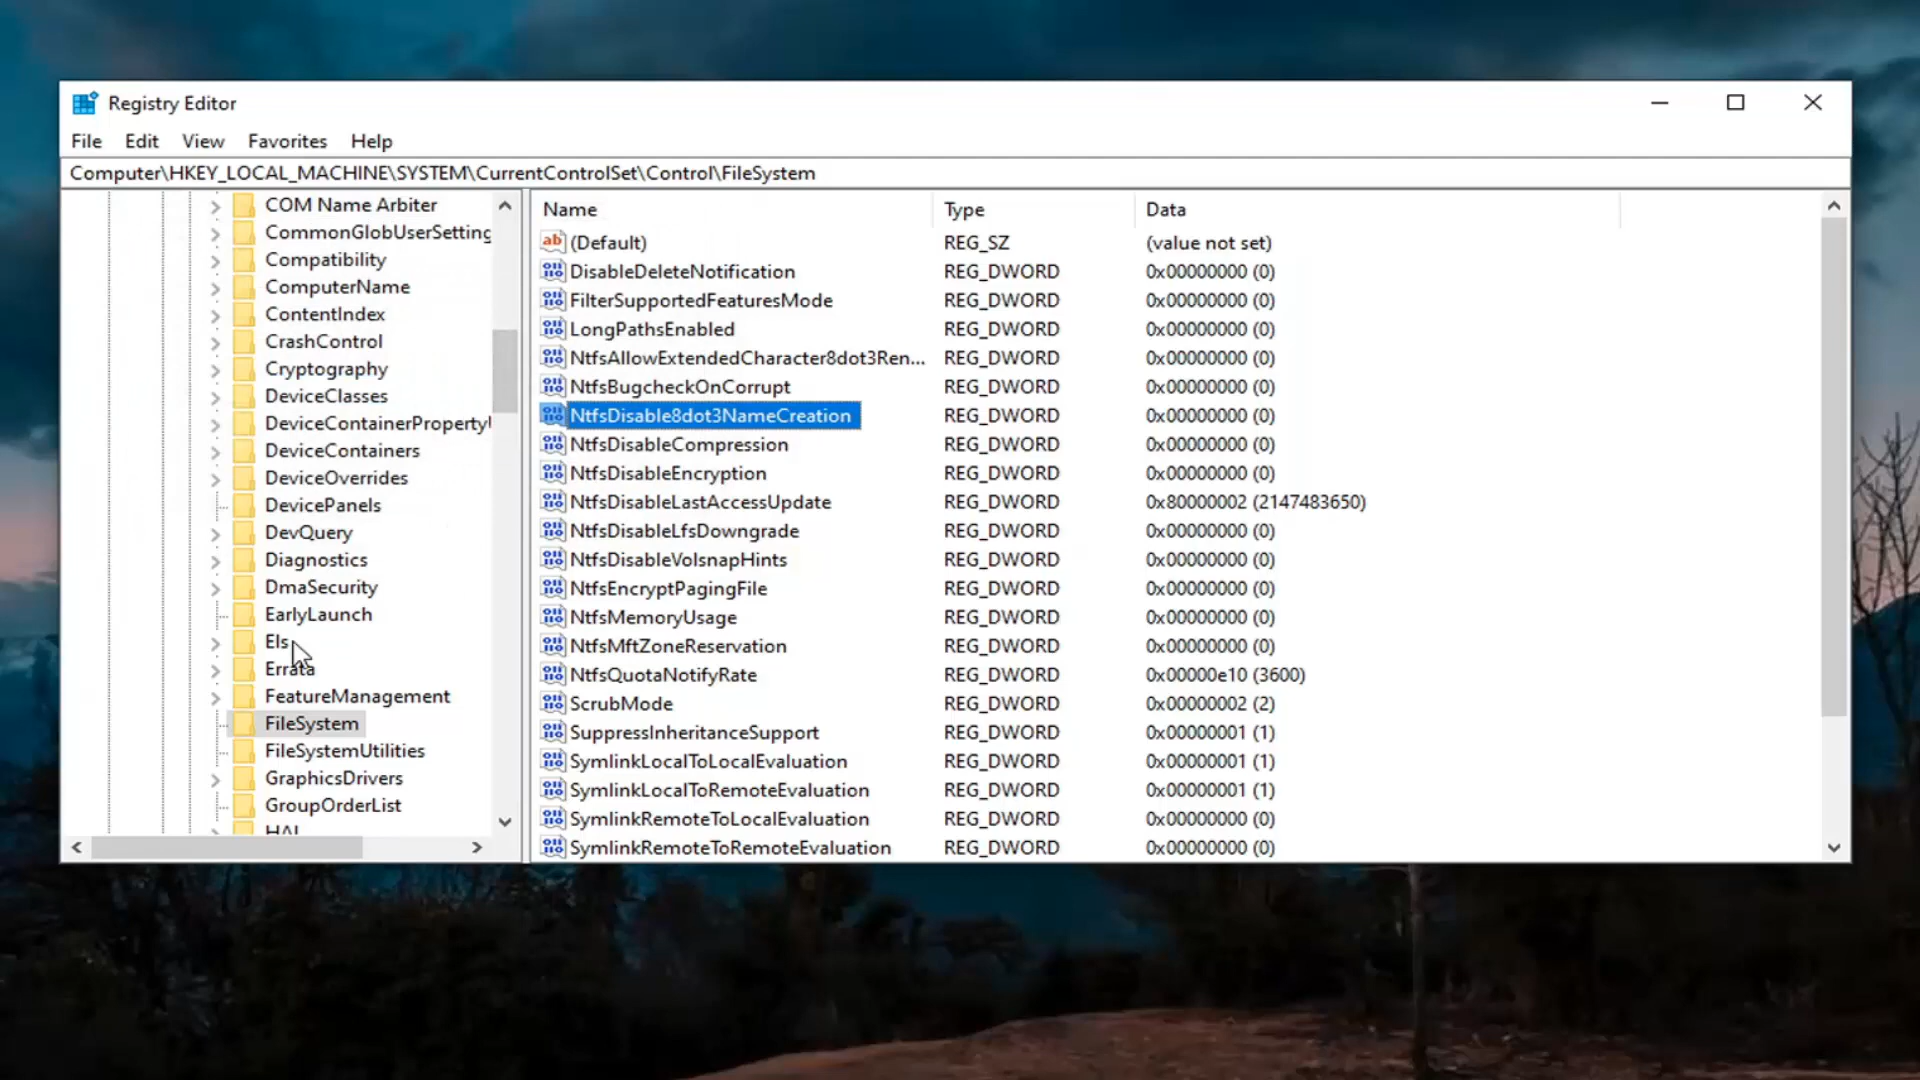 Registry Editor
File Edit View Favorites Help
Computer\HKEY_LOCAL_MACHINE\SYSTEM\CurrentControlSet\Control\FileSystem
COM Name Arbiter
CommonGlobUserSetting
Compatibility
ComputerName
ContentIndex
CrashControl
Cryptography
DeviceClasses
DeviceContainerProperty
DeviceContainers
DeviceOverrides
DevicePanels
DevQuery
Diagnostics
DmaSecurity
EarlyLaunch
Els
Errata
FeatureManagement
FileSystem
FileSystemUtilities
GraphicsDrivers
GroupOrderList
HAL
Name Type Data
(Default) REG_SZ (value not set)
DisableDeleteNotification REG_DWORD 0x00000000 (0)
FilterSupportedFeaturesMode REG_DWORD 0x00000000 (0)
LongPathsEnabled REG_DWORD 0x00000000 (0)
NtfsAllowExtendedCharacter8dot3Ren... REG_DWORD 0x00000000 (0)
NtfsBugcheckOnCorrupt REG_DWORD 0x00000000 (0)
NtfsDisable8dot3NameCreation REG_DWORD 0x00000000 (0)
NtfsDisableCompression REG_DWORD 0x00000000 (0)
NtfsDisableEncryption REG_DWORD 0x00000000 (0)
NtfsDisableLastAccessUpdate REG_DWORD 0x80000002 (2147483650)
NtfsDisableLfsDowngrade REG_DWORD 0x00000000 (0)
NtfsDisableVolsnapHints REG_DWORD 0x00000000 (0)
NtfsEncryptPagingFile REG_DWORD 0x00000000 (0)
NtfsMemoryUsage REG_DWORD 0x00000000 (0)
NtfsMftZoneReservation REG_DWORD 0x00000000 (0)
NtfsQuotaNotifyRate REG_DWORD 0x00000e10 (3600)
ScrubMode REG_DWORD 0x00000002 (2)
SuppressInheritanceSupport REG_DWORD 0x00000001 (1)
SymlinkLocalToLocalEvaluation REG_DWORD 0x00000001 (1)
SymlinkLocalToRemoteEvaluation REG_DWORD 0x00000001 (1)
SymlinkRemoteToLocalEvaluation REG_DWORD 0x00000000 (0)
SymlinkRemoteToRemoteEvaluation REG_DWORD 0x00000000 (0)